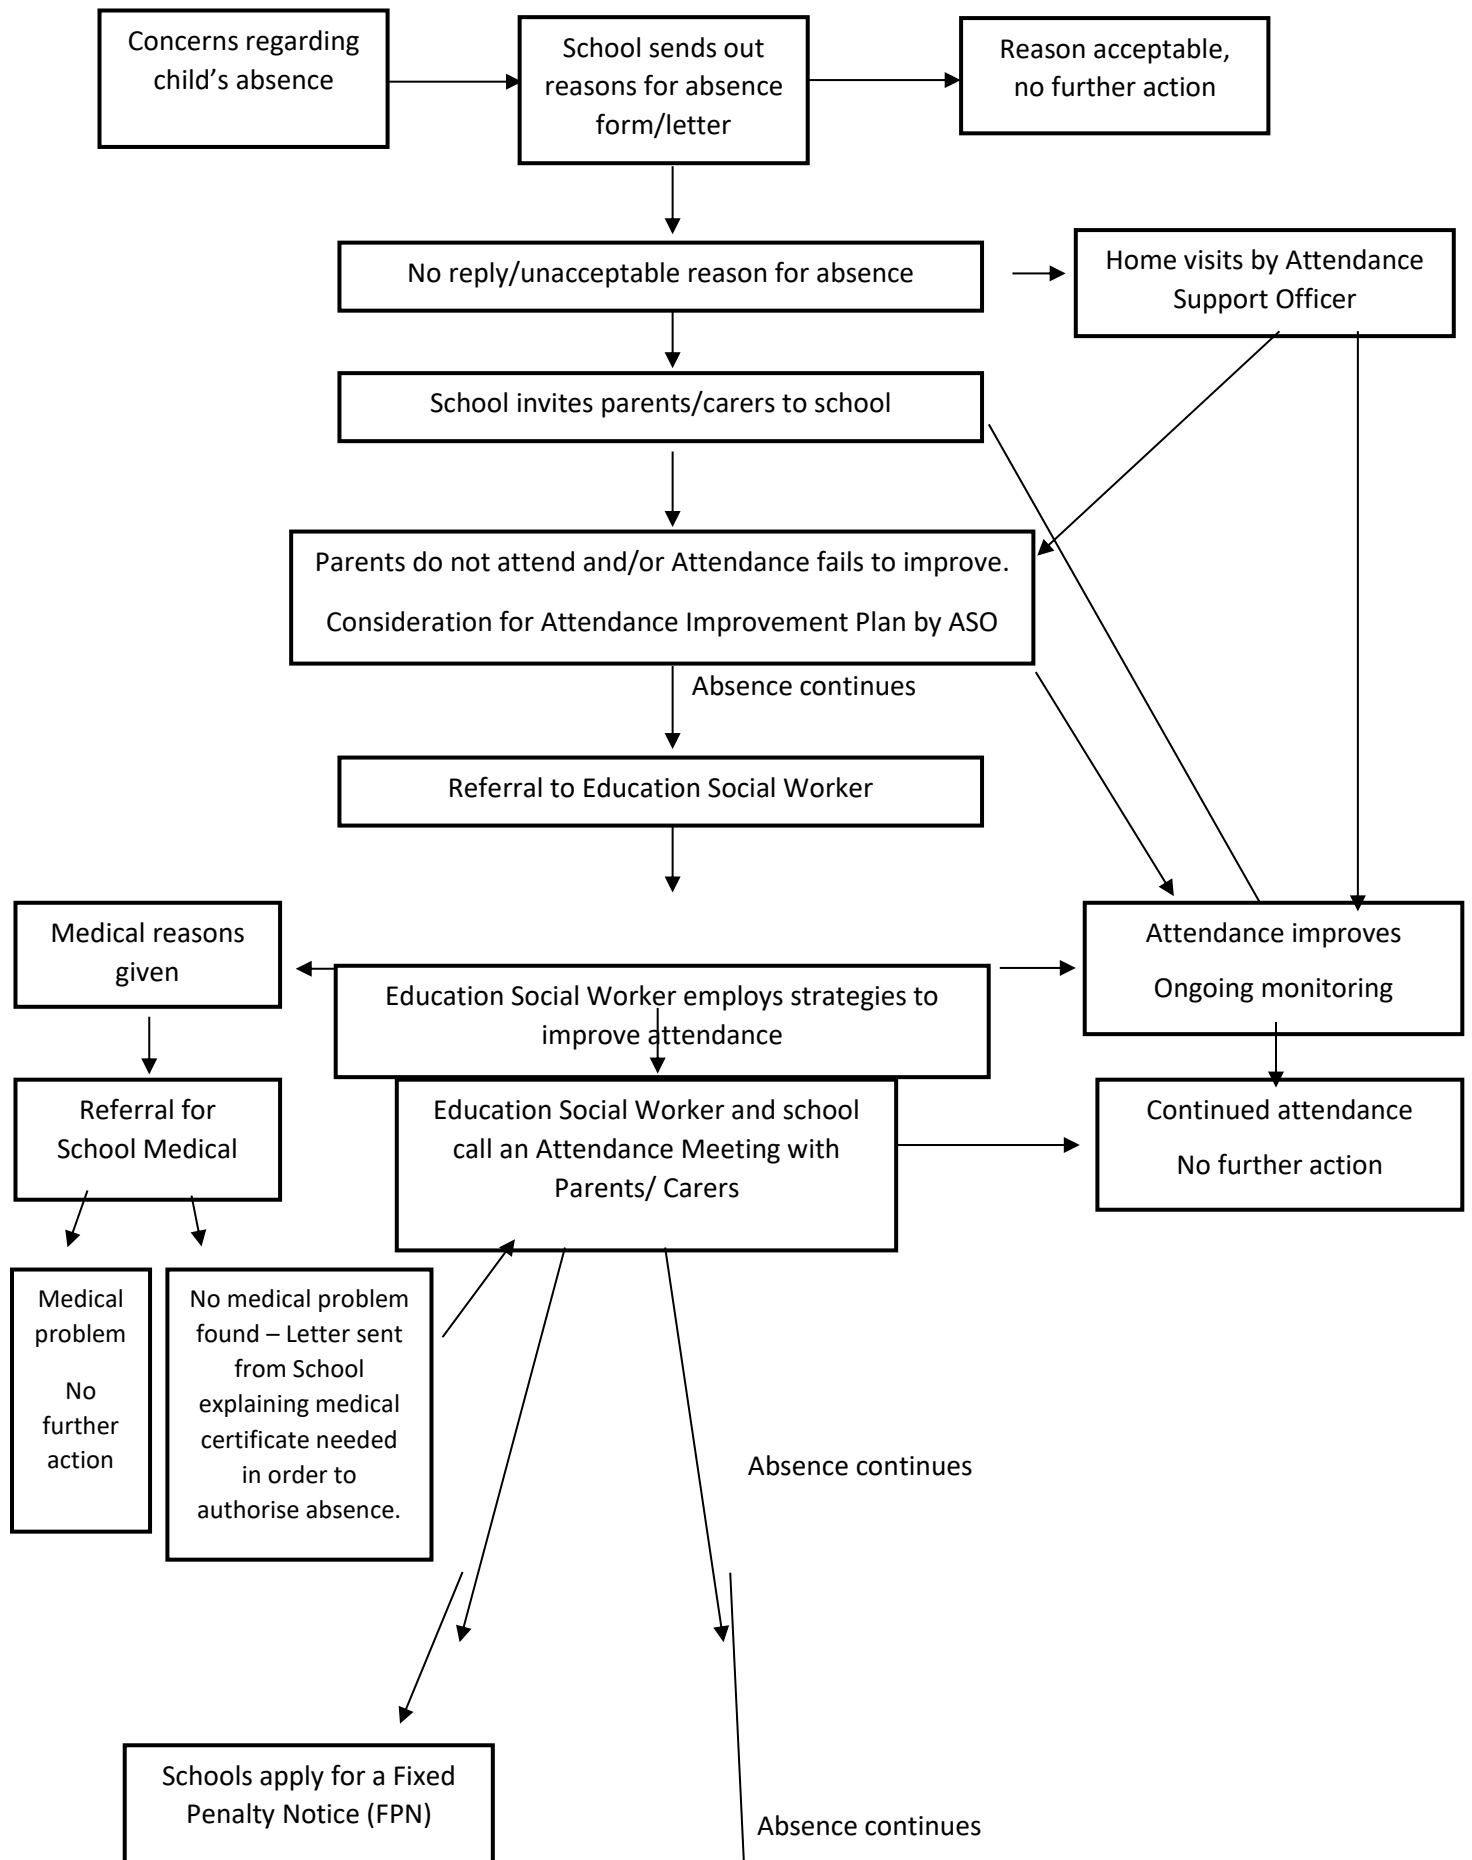 Concerns regarding
child’s absence
School sends out
reasons for absence
form/letter
Reason acceptable,
no further action
No reply/unacceptable reason for absence
Home visits by Attendance
Support Officer
School invites parents/carers to school
Parents do not attend and/or Attendance fails to improve.
Consideration for Attendance Improvement Plan by ASO
Absence continues
Referral to Education Social Worker
Medical reasons
given
Education Social Worker employs strategies to
improve attendance
Attendance improves
Ongoing monitoring
Referral for
School Medical
Education Social Worker and school
call an Attendance Meeting with
Parents/ Carers
Continued attendance
No further action
Medical
problem
No
further
action
No medical problem
found – Letter sent
from School
explaining medical
certificate needed
in order to
authorise absence.
Absence continues
Schools apply for a Fixed
Penalty Notice (FPN)
Absence continues